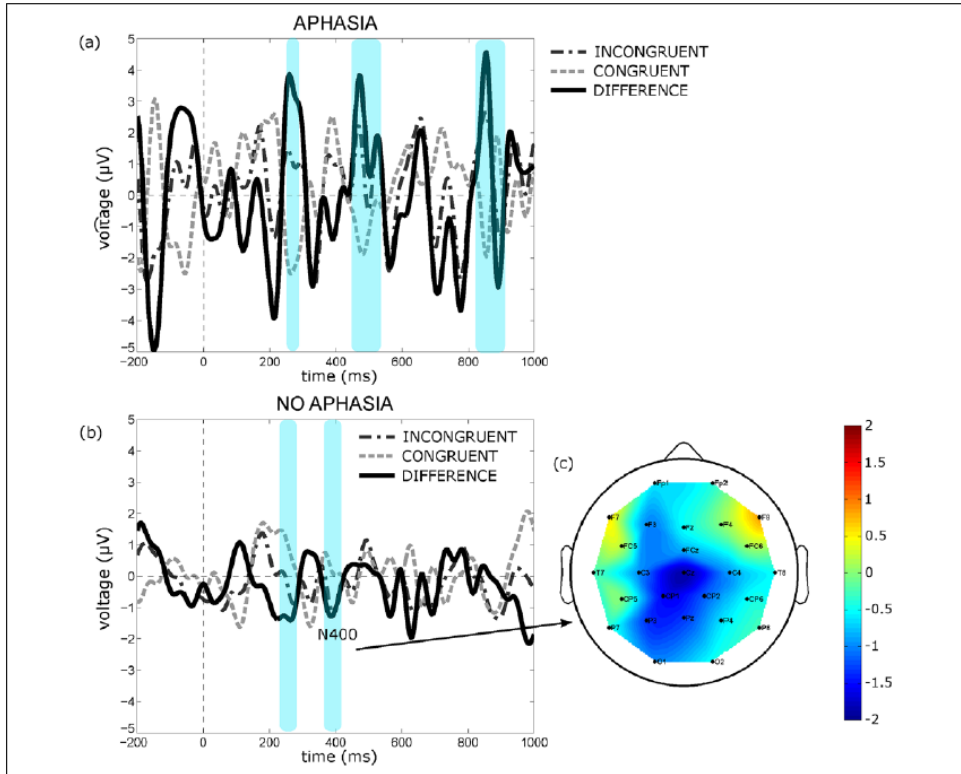 APHASIA
(a)
INCONGRUENT
CONGRUENT
DIFFERENCE
voltage (μV)
5
4
3
2
1
0
-1
-2
-3
-4
-5
-200 0 200 400 600 800 1000
time (ms)
NO APHASIA
(b)
INCONGRUENT
CONGRUENT
DIFFERENCE
voltage (μV)
5
4
3
2
1
0
-1
-2
-3
-4
-5
N400
-200 0 200 400 600 800 1000
time (ms)
(c)
Fp1 Fp2
F7 F3 Fz F4 F8
FC5 FCz FC6
T7 C3 Cz C4 T8
CP5 CP1 CP2 CP6
P7 P3 Pz P4 P8
O1 O2
2
1.5
1
0.5
0
-0.5
-1
-1.5
-2